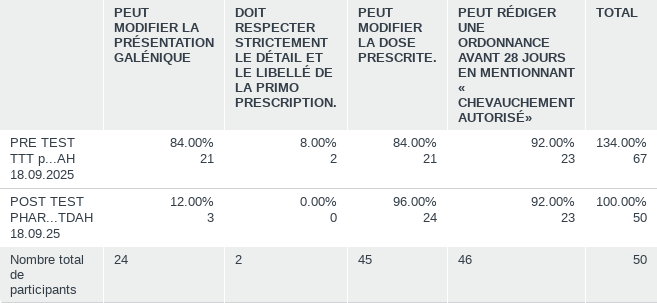 PEUT
MODIFIER LA
PRÉSENTATION
GALÉNIQUE
DOIT
RESPECTER
STRICTEMENT
LE DÉTAIL ET
LE LIBELLÉ DE
LA PRIMO
PRESCRIPTION.
PEUT
MODIFIER
LA DOSE
PRESCRITE.
PEUT RÉDIGER
UNE
ORDONNANCE
AVANT 28 JOURS
EN MENTIONNANT
«
CHEVAUCHEMENT
AUTORISÉ»
TOTAL
PRE TEST
TTT p...AH
18.09.2025
84.00%
21
8.00%
2
84.00%
21
92.00%
23
134.00%
67
POST TEST
PHAR...TDAH
18.09.25
12.00%
3
0.00%
0
96.00%
24
92.00%
23
100.00%
50
Nombre total
de
participants
24
2
45
46
50